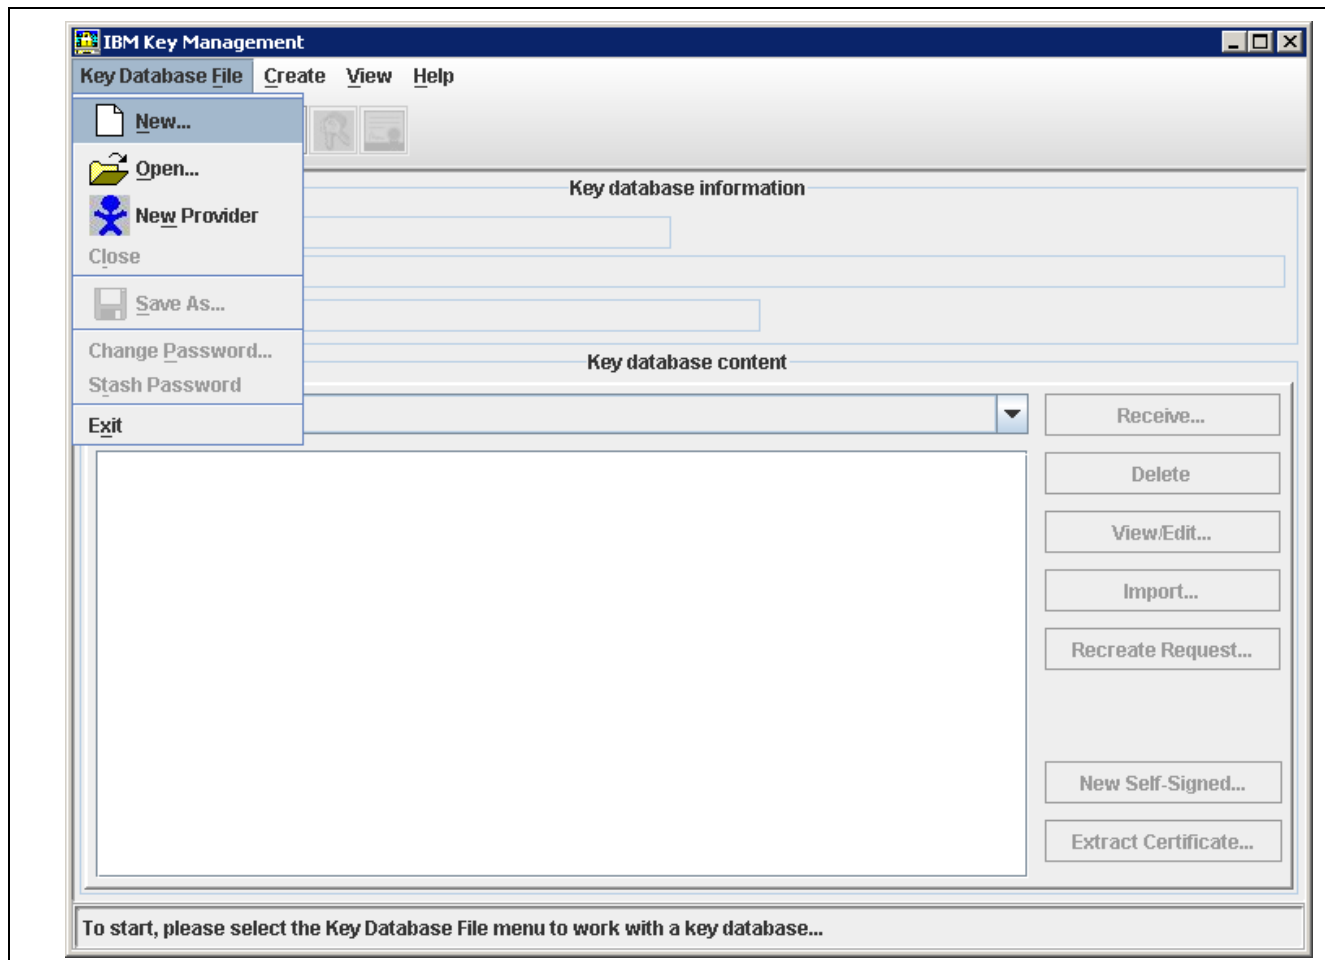 IBM Key Management
Key Database File Create View Help
New...
Open...
New Provider
Close
Save As...
Change Password...
Stash Password
Exit
Key database information
Key database content
Receive...
Delete
View/Edit...
Import...
Recreate Request...
New Self-Signed...
Extract Certificate...
To start, please select the Key Database File menu to work with a key database...